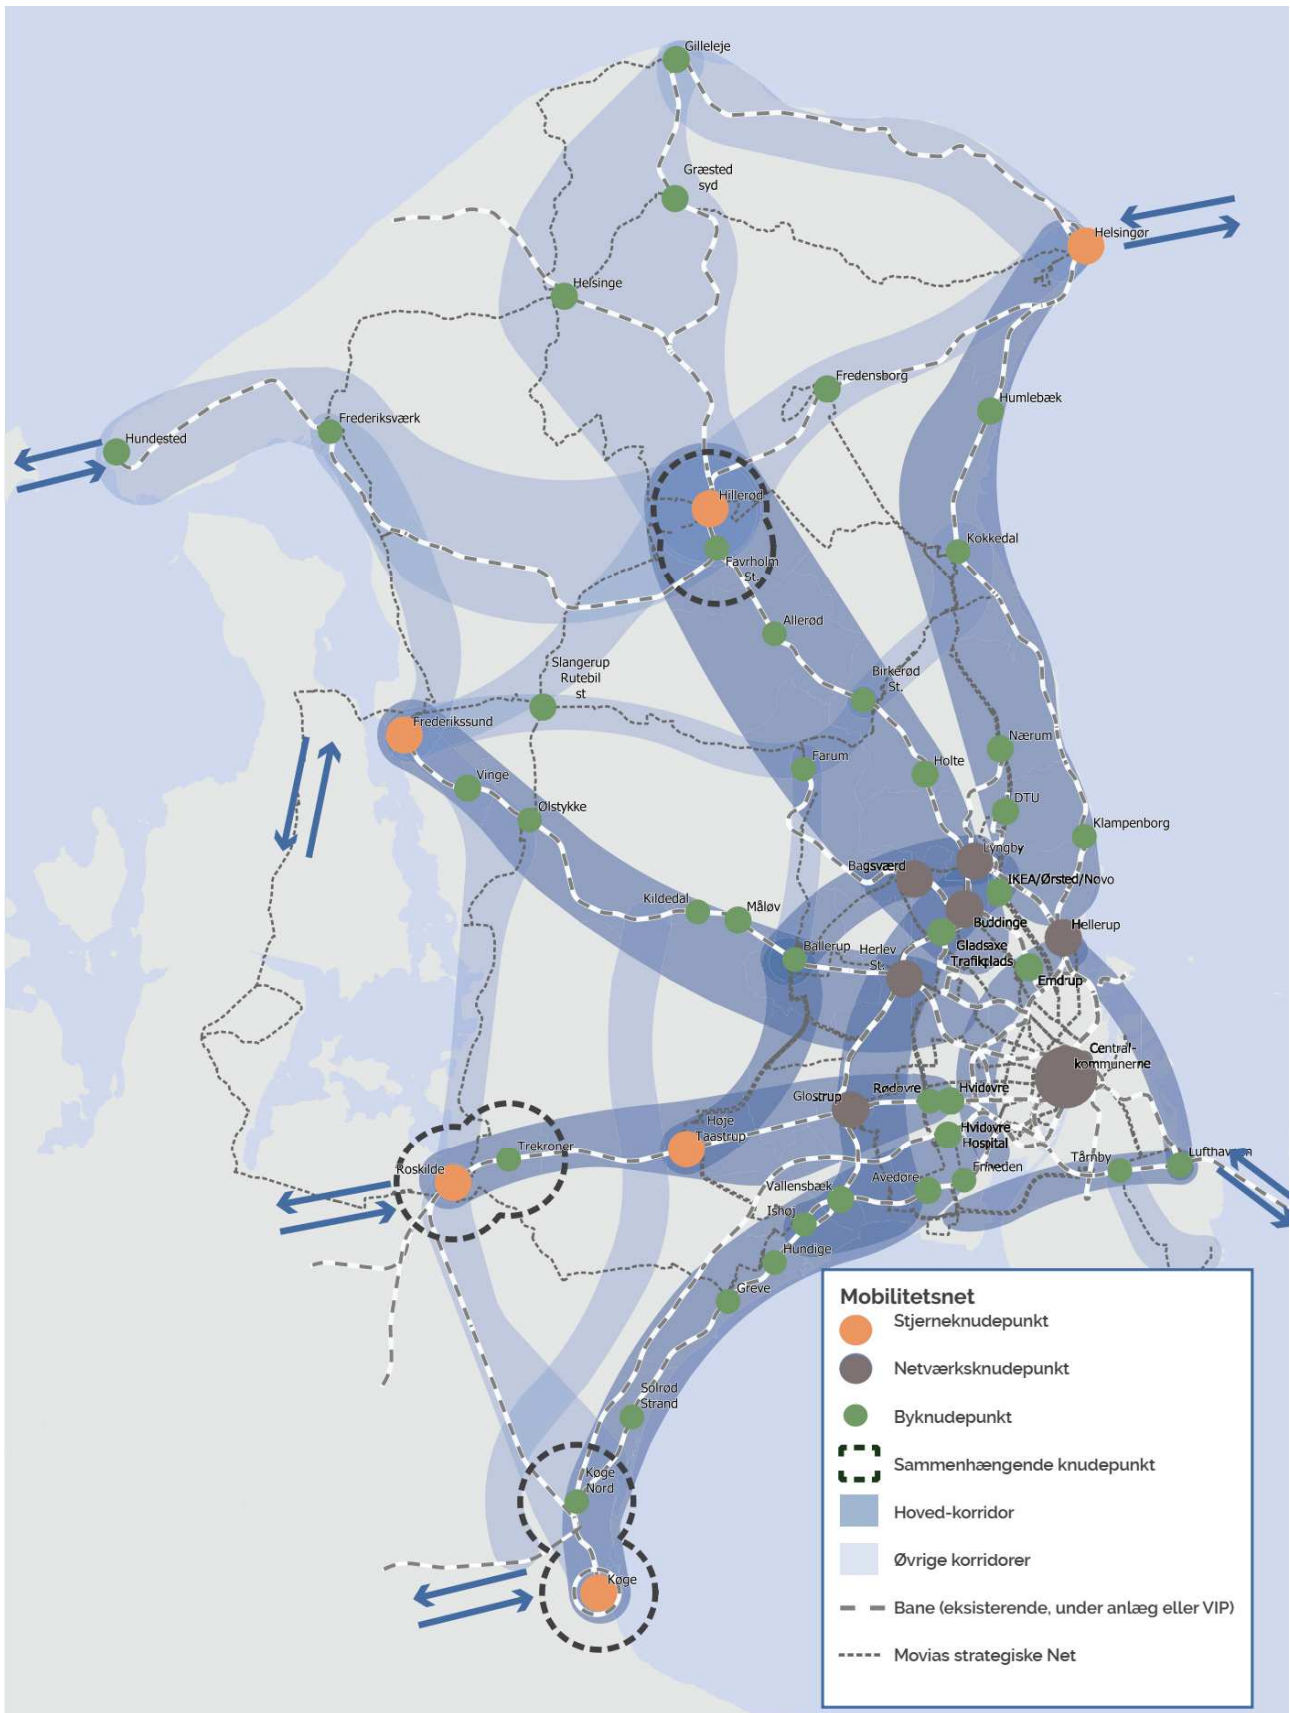 Gilleleje
Græsted
syd
Helsingør
Helsinge
Fredensborg
Humlebæk
Frederiksværk
Hundested
Hillerød
Kokkedal
Favrholm
St.
Allerød
Slangerup
Rutebil
st
Birkerød
St.
Frederikssund
Nærum
Farum
Holte
Vinge
DTU
Ølstykke
Klampenborg
Lyngby
Bagsværd
IKEA/Ørsted/Novo
Kildedal
Måløv
Buddinge
Hellerup
Ballerup
Herlev
St.
Gladsaxe
Trafikplads
Emdrup
Central-
kommunerne
Glostrup
Rødovre
Hvidovre
Høje
Taastrup
Hvidovre
Hospital
Trekroner
Roskilde
Tårnby
Lufthavnen
Vallensbæk
Avedøre
Friheden
Ishøj
Hundige
Greve
Solrød
Strand
Køge
Nord
Køge
Mobilitetsnet
Stjerneknudepunkt
Netværksknudepunkt
Byknudepunkt
Sammenhængende knudepunkt
Hoved-korridor
Øvrige korridorer
Bane (eksisterende, under anlæg eller VIP)
Movias strategiske Net